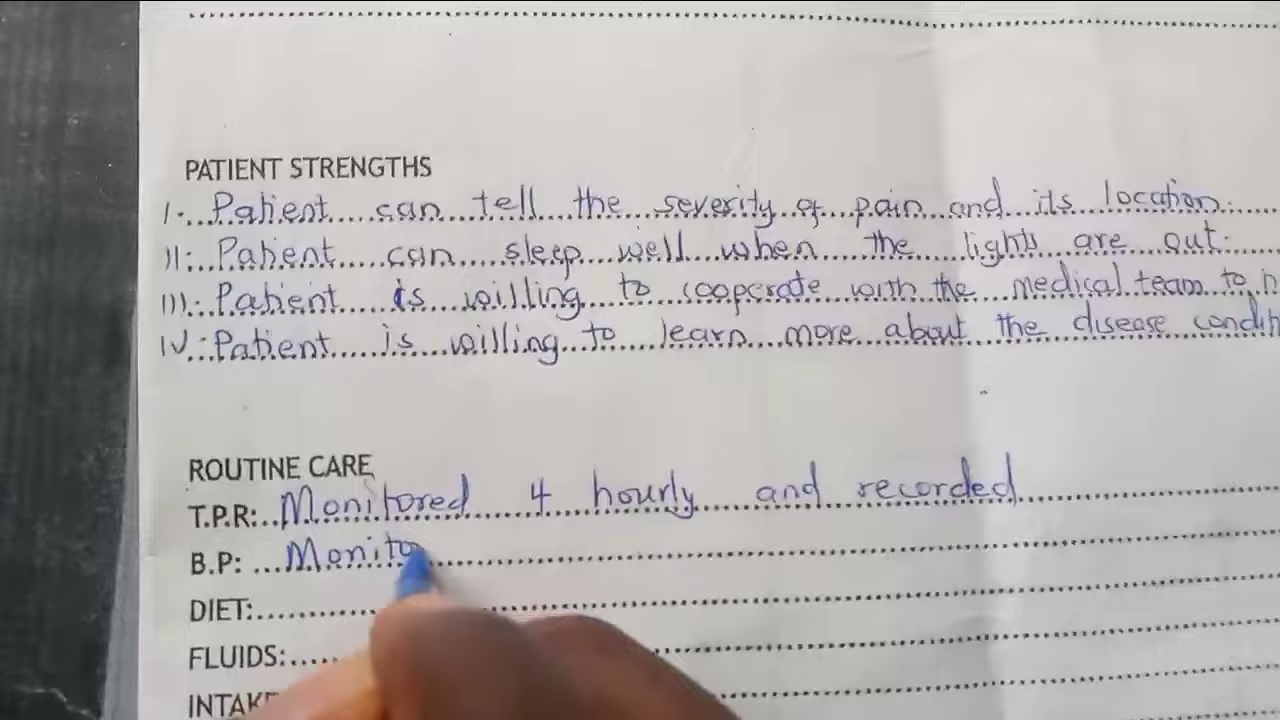 PATIENT STRENGTHS
I. Patient can tell the severity of pain and its location.
II. Patient can sleep well when the lights are out.
III. Patient is willing to cooperate with the medical team to
IV. Patient is willing to learn more about the disease
ROUTINE CARE
T.P.R: Monitored 4 hourly and recorded
B.P: Monito
DIET:
FLUIDS: